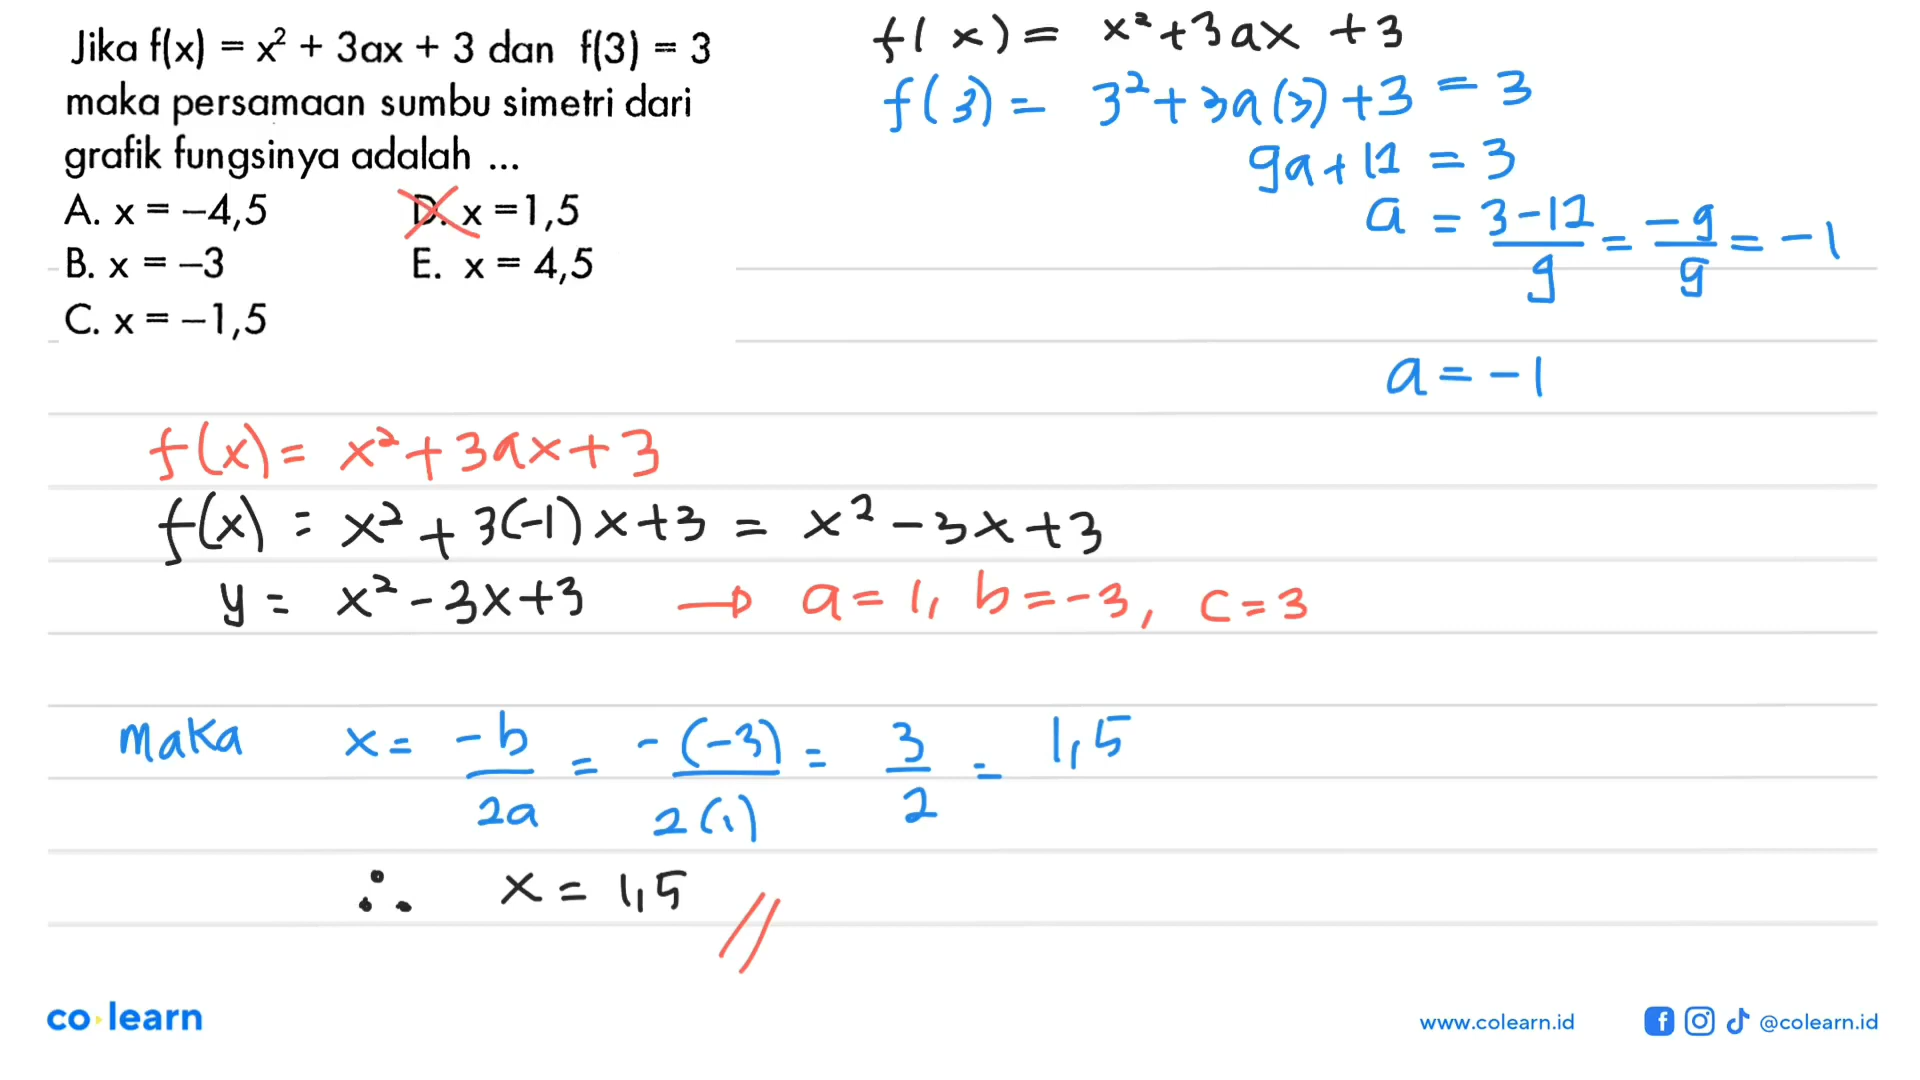 Jika f(x) = x² + 3ax + 3 dan f(3) = 3
maka persamaan sumbu simetri dari
grafik fungsinya adalah ...
A. x = −4,5 D. x = 1,5
B. x = −3 E. x = 4,5
C. x = −1,5
f(x) = x² + 3ax + 3
f(3) = 3² + 3a(3) + 3 = 3
9a + 12 = 3
a = (3 − 12)/9 = −9/9 = −1
a = −1
f(x) = x² + 3ax + 3
f(x) = x² + 3(−1)x + 3 = x² − 3x + 3
y = x² − 3x + 3 → a = 1, b = −3, c = 3
maka x = −b/2a = −(−3)/2(1) = 3/2 = 1,5
∴ x = 1,5 //
co learn
www.colearn.id @colearn.id